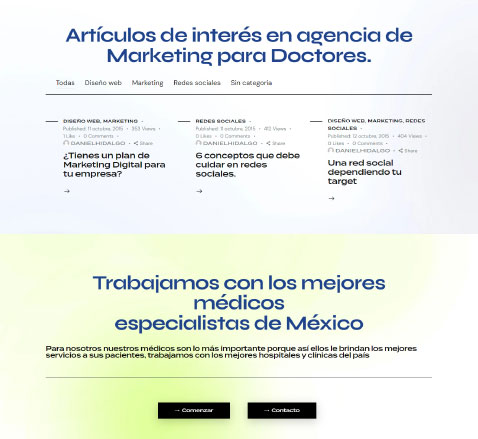 Artículos de interés en agencia de
Marketing para Doctores.
Todas Diseño web Marketing Redes sociales Sin categoria
DISEÑO WEB, MARKETING -
Published: 11 octubre, 2015 • 353 Views •
1 Likes • 0 Comments •
DANIELHIDALGO • Share
¿Tienes un plan de
Marketing Digital para
tu empresa?
→
REDES SOCIALES -
Published: 11 octubre, 2015 • 412 Views •
0 Likes • 0 Comments •
DANIELHIDALGO • Share
6 conceptos que debe
cuidar en redes
sociales.
→
DISEÑO WEB, MARKETING, REDES
SOCIALES -
Published: 12 octubre, 2015 • 404 Views •
0 Likes • 0 Comments •
DANIELHIDALGO • Share
Una red social
dependiendo tu
target
→
Trabajamos con los mejores
médicos
especialistas de México
Para nosotros nuestros médicos son lo más importante porque así ellos le brindan los mejores
servicios a sus pacientes, trabajamos con los mejores hospitales y clínicas del país
→ Comenzar
→ Contacto